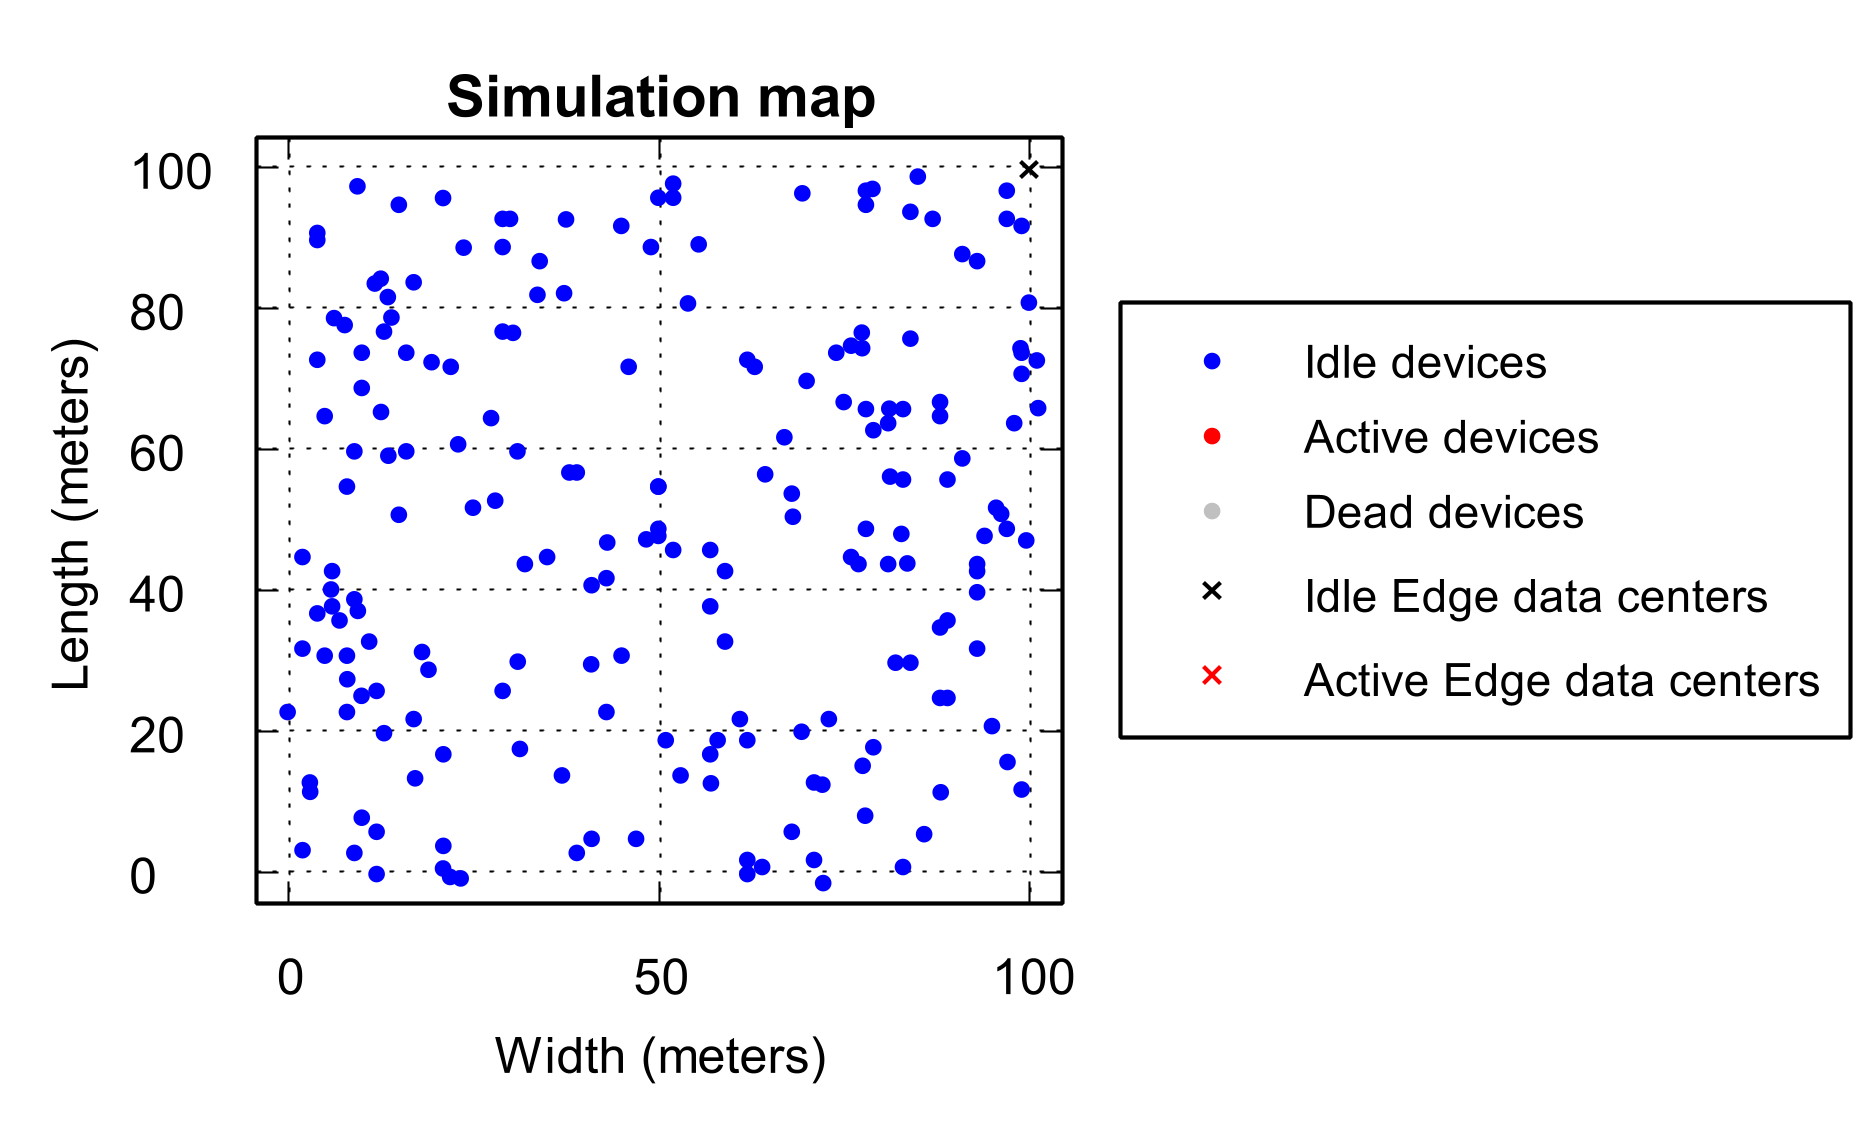 Simulation map
100
80
60
40
20
0
Length (meters)
0 50 100
Width (meters)
Idle devices
Active devices
Dead devices
Idle Edge data centers
Active Edge data centers